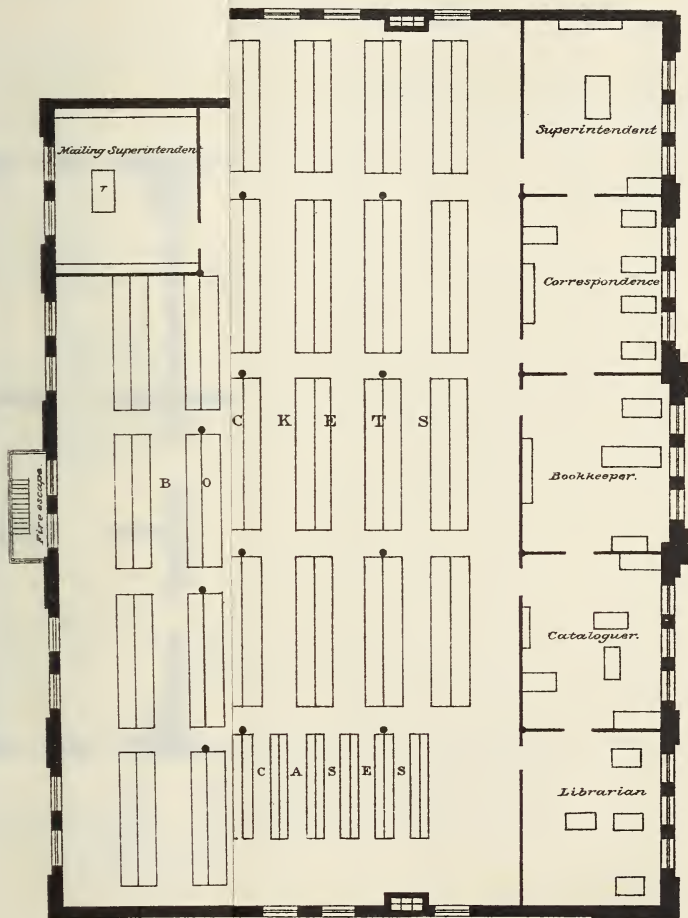 Mailing Superintendent
T
Superintendent
Correspondence
B O C K E T S
Bookkeeper.
Fire escape.
Cataloguer.
C A S E S
Librarian